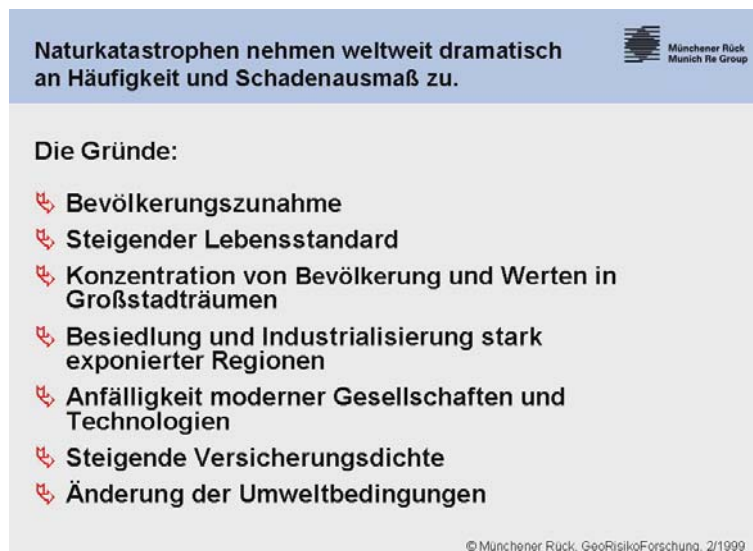 Naturkatastrophen nehmen weltweit dramatisch
an Häufigkeit und Schadenausmaß zu.
Münchener Rück
Munich Re Group
Die Gründe:
Bevölkerungszunahme
Steigender Lebensstandard
Konzentration von Bevölkerung und Werten in
Großstadträumen
Besiedlung und Industrialisierung stark
exponierter Regionen
Anfälligkeit moderner Gesellschaften und
Technologien
Steigende Versicherungsdichte
Änderung der Umweltbedingungen
© Münchener Rück, GeoRisikoForschung, 2/1999